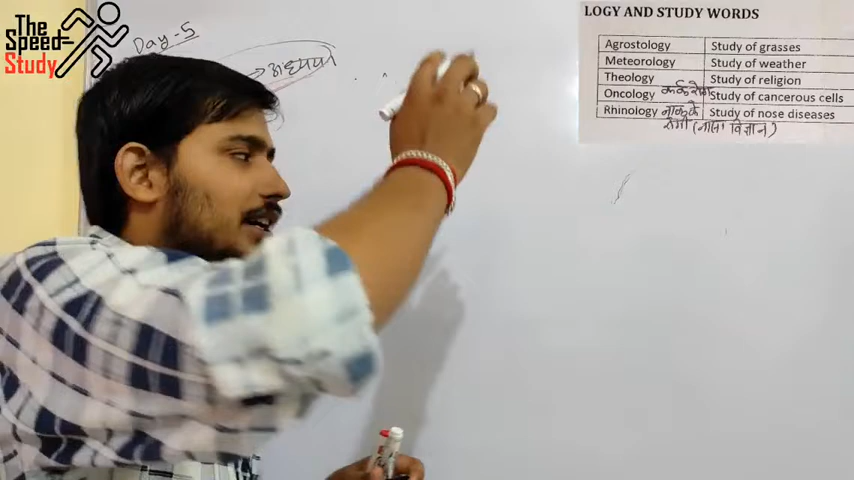 The
Speed
Study
Day-5
अध्ययन
LOGY AND STUDY WORDS
Agrostology Study of grasses
Meteorology Study of weather
Theology Study of religion
Oncology कर्क रोग Study of cancerous cells
Rhinology नाक के Study of nose diseases
रोगों (नासा विज्ञान)